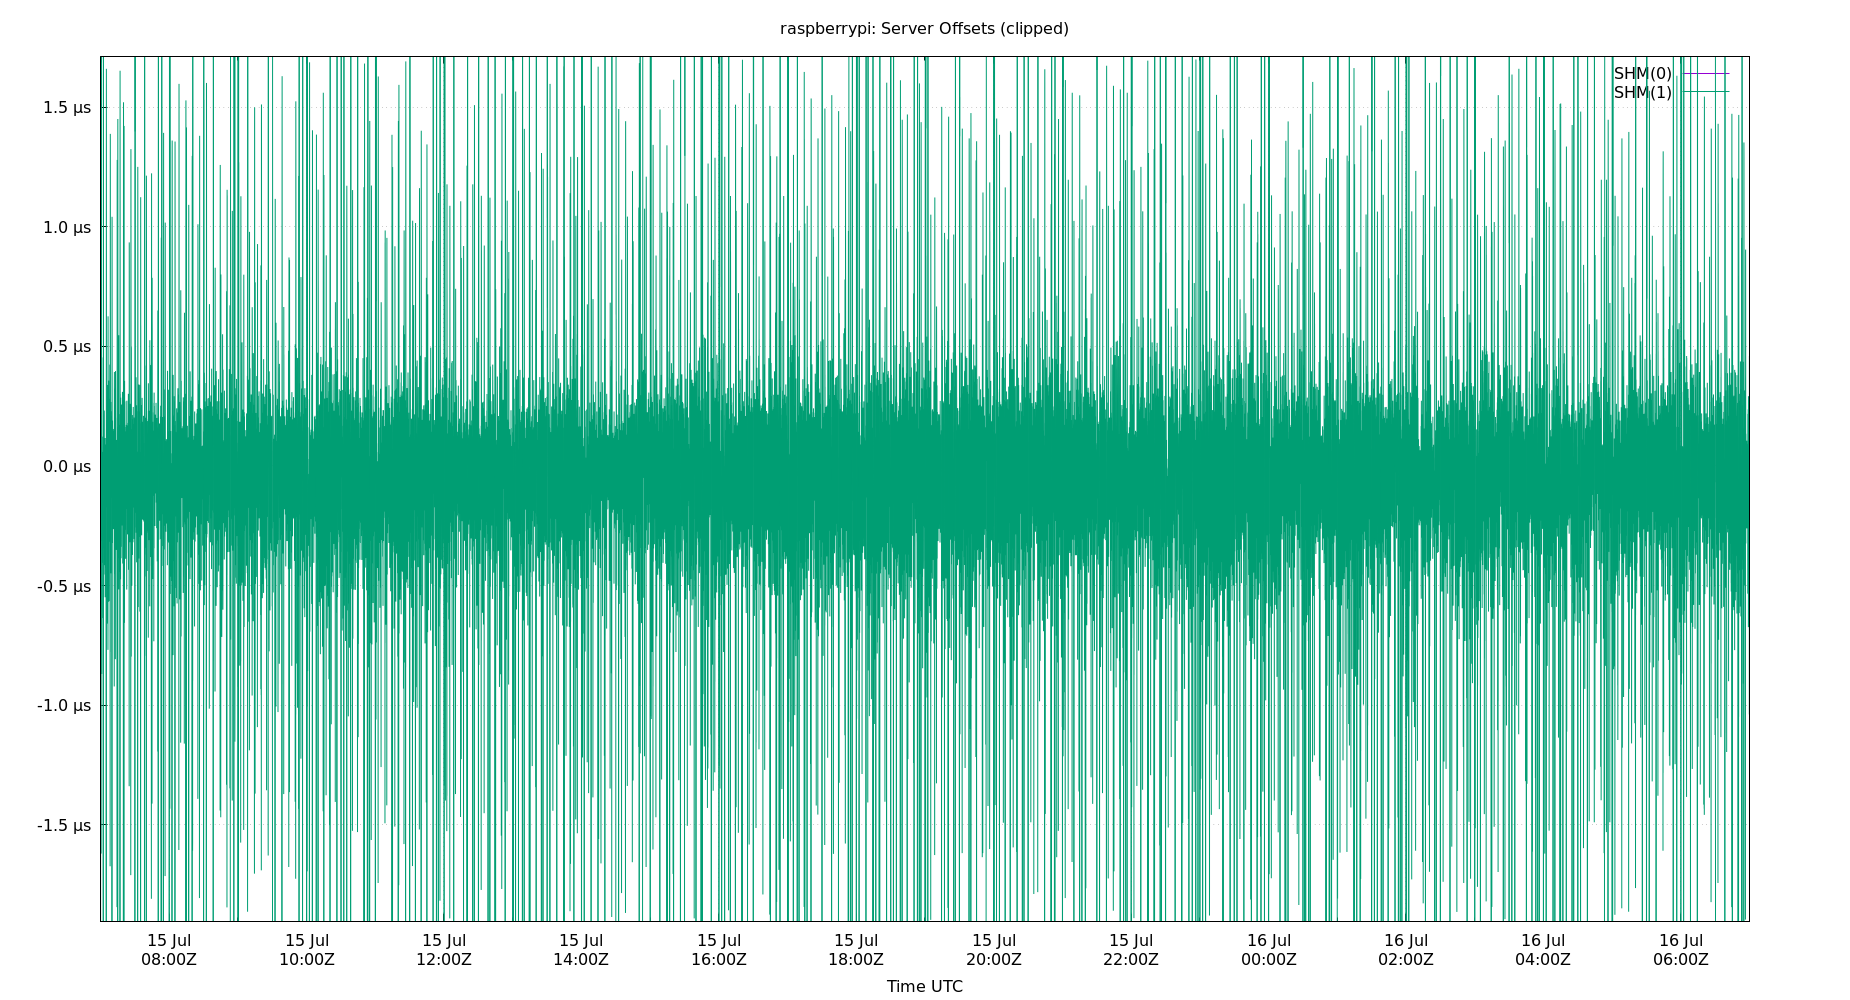 raspberrypi: Server Offsets (clipped)
SHM(0)
SHM(1)
1.5 µs
1.0 µs
0.5 µs
0.0 µs
-0.5 µs
-1.0 µs
-1.5 µs
15 Jul 15 Jul 15 Jul 15 Jul 15 Jul 15 Jul 15 Jul 15 Jul 16 Jul 16 Jul 16 Jul 16 Jul
08:00Z 10:00Z 12:00Z 14:00Z 16:00Z 18:00Z 20:00Z 22:00Z 00:00Z 02:00Z 04:00Z 06:00Z
Time UTC